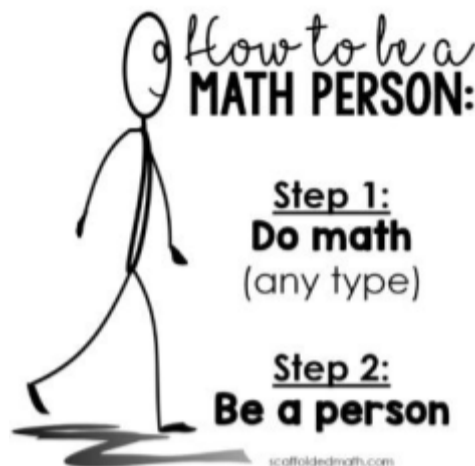 How to be a
MATH PERSON:
Step 1:
Do math
(any type)
Step 2:
Be a person
scaffoldedmath.com